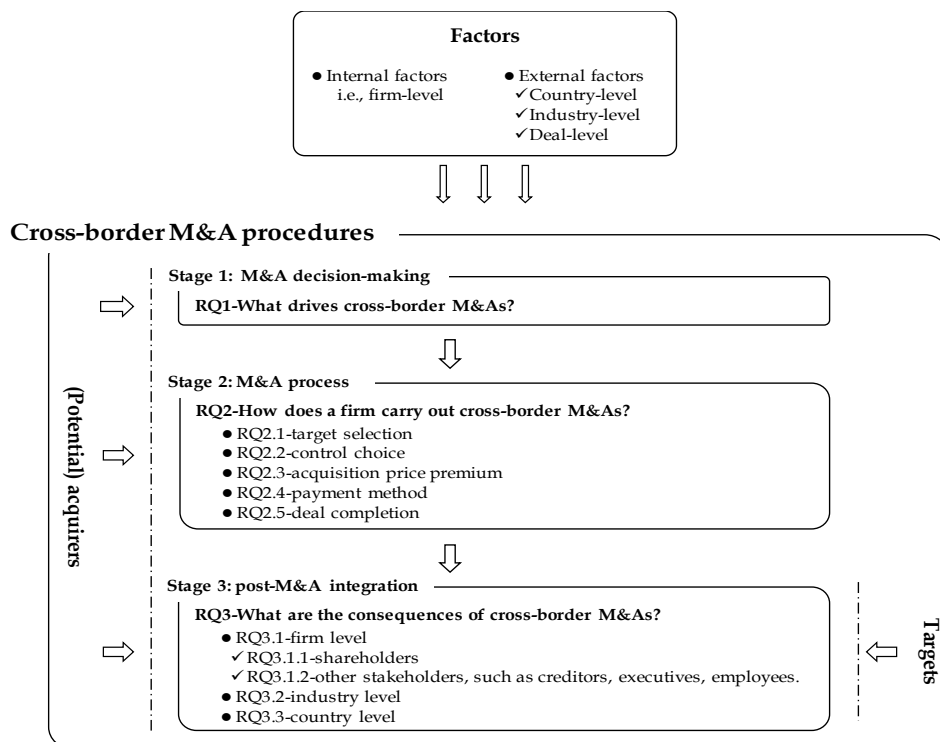 Factors
● Internal factors
i.e., firm-level
● External factors
✓Country-level
✓Industry-level
✓Deal-level
Cross-border M&A procedures
(Potential) acquirers
Stage 1: M&A decision-making
RQ1-What drives cross-border M&As?
Stage 2: M&A process
RQ2-How does a firm carry out cross-border M&As?
● RQ2.1-target selection
● RQ2.2-control choice
● RQ2.3-acquisition price premium
● RQ2.4-payment method
● RQ2.5-deal completion
Stage 3: post-M&A integration
RQ3-What are the consequences of cross-border M&As?
● RQ3.1-firm level
✓RQ3.1.1-shareholders
✓RQ3.1.2-other stakeholders, such as creditors, executives, employees.
● RQ3.2-industry level
● RQ3.3-country level
Targets